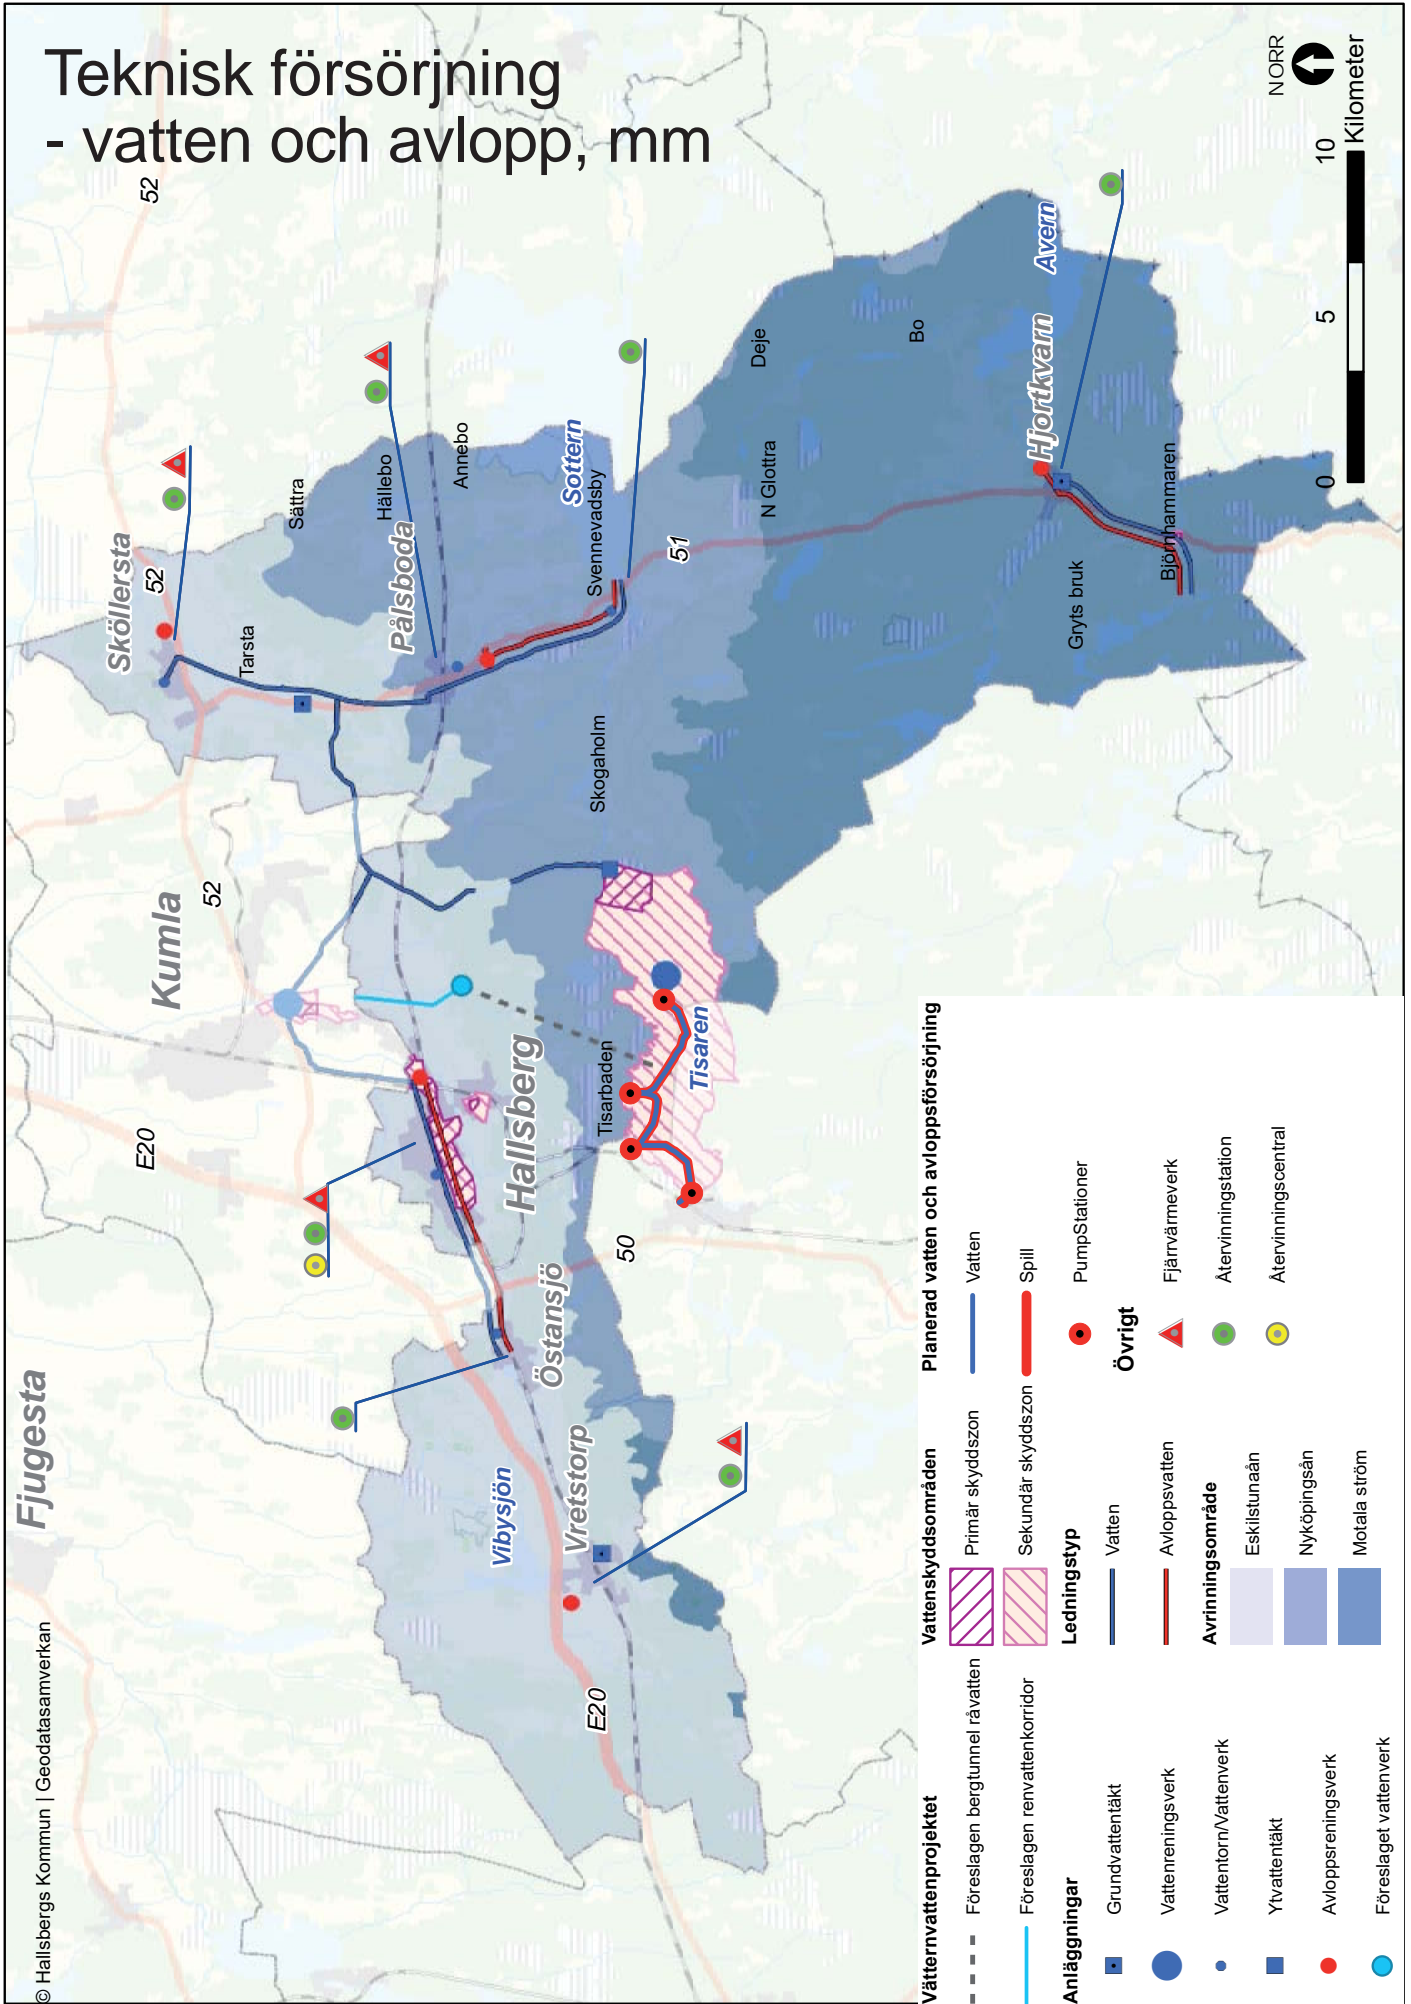 Teknisk försörjning
- vatten och avlopp, mm
NORR
0 5 10
Kilometer
© Hallsbergs Kommun | Geodatasamverkan
52
Sköllersta
52
Tarsta
Sättra
Hällebo
Pålsboda
Annebo
Sottern
Svennevadsby
51
Skogaholm
Deje
N Glottra
Bo
Avern
Hjortkvarn
Gryts bruk
Björnhammaren
Kumla
52
E20
Hallsberg
Tisarbaden
Tisaren
50
Östansjö
Fjugesta
Vibysjön
Vretstorp
E20
Vätternvattenprojektet
Föreslagen bergtunnel råvatten
Föreslagen renvattenkorridor
Anläggningar
Grundvattentäkt
Vattenreningsverk
Vattentorn/Vattenverk
Ytvattentäkt
Avloppsreningsverk
Föreslaget vattenverk
Vattenskyddsområden
Primär skyddszon
Sekundär skyddszon
Ledningstyp
Vatten
Avloppsvatten
Avrinningsområde
Eskilstunaån
Nyköpingsån
Motala ström
Planerad vatten och avloppsförsörjning
Vatten
Spill
PumpStationer
Övrigt
Fjärrvärmeverk
Återvinningstation
Återvinningscentral